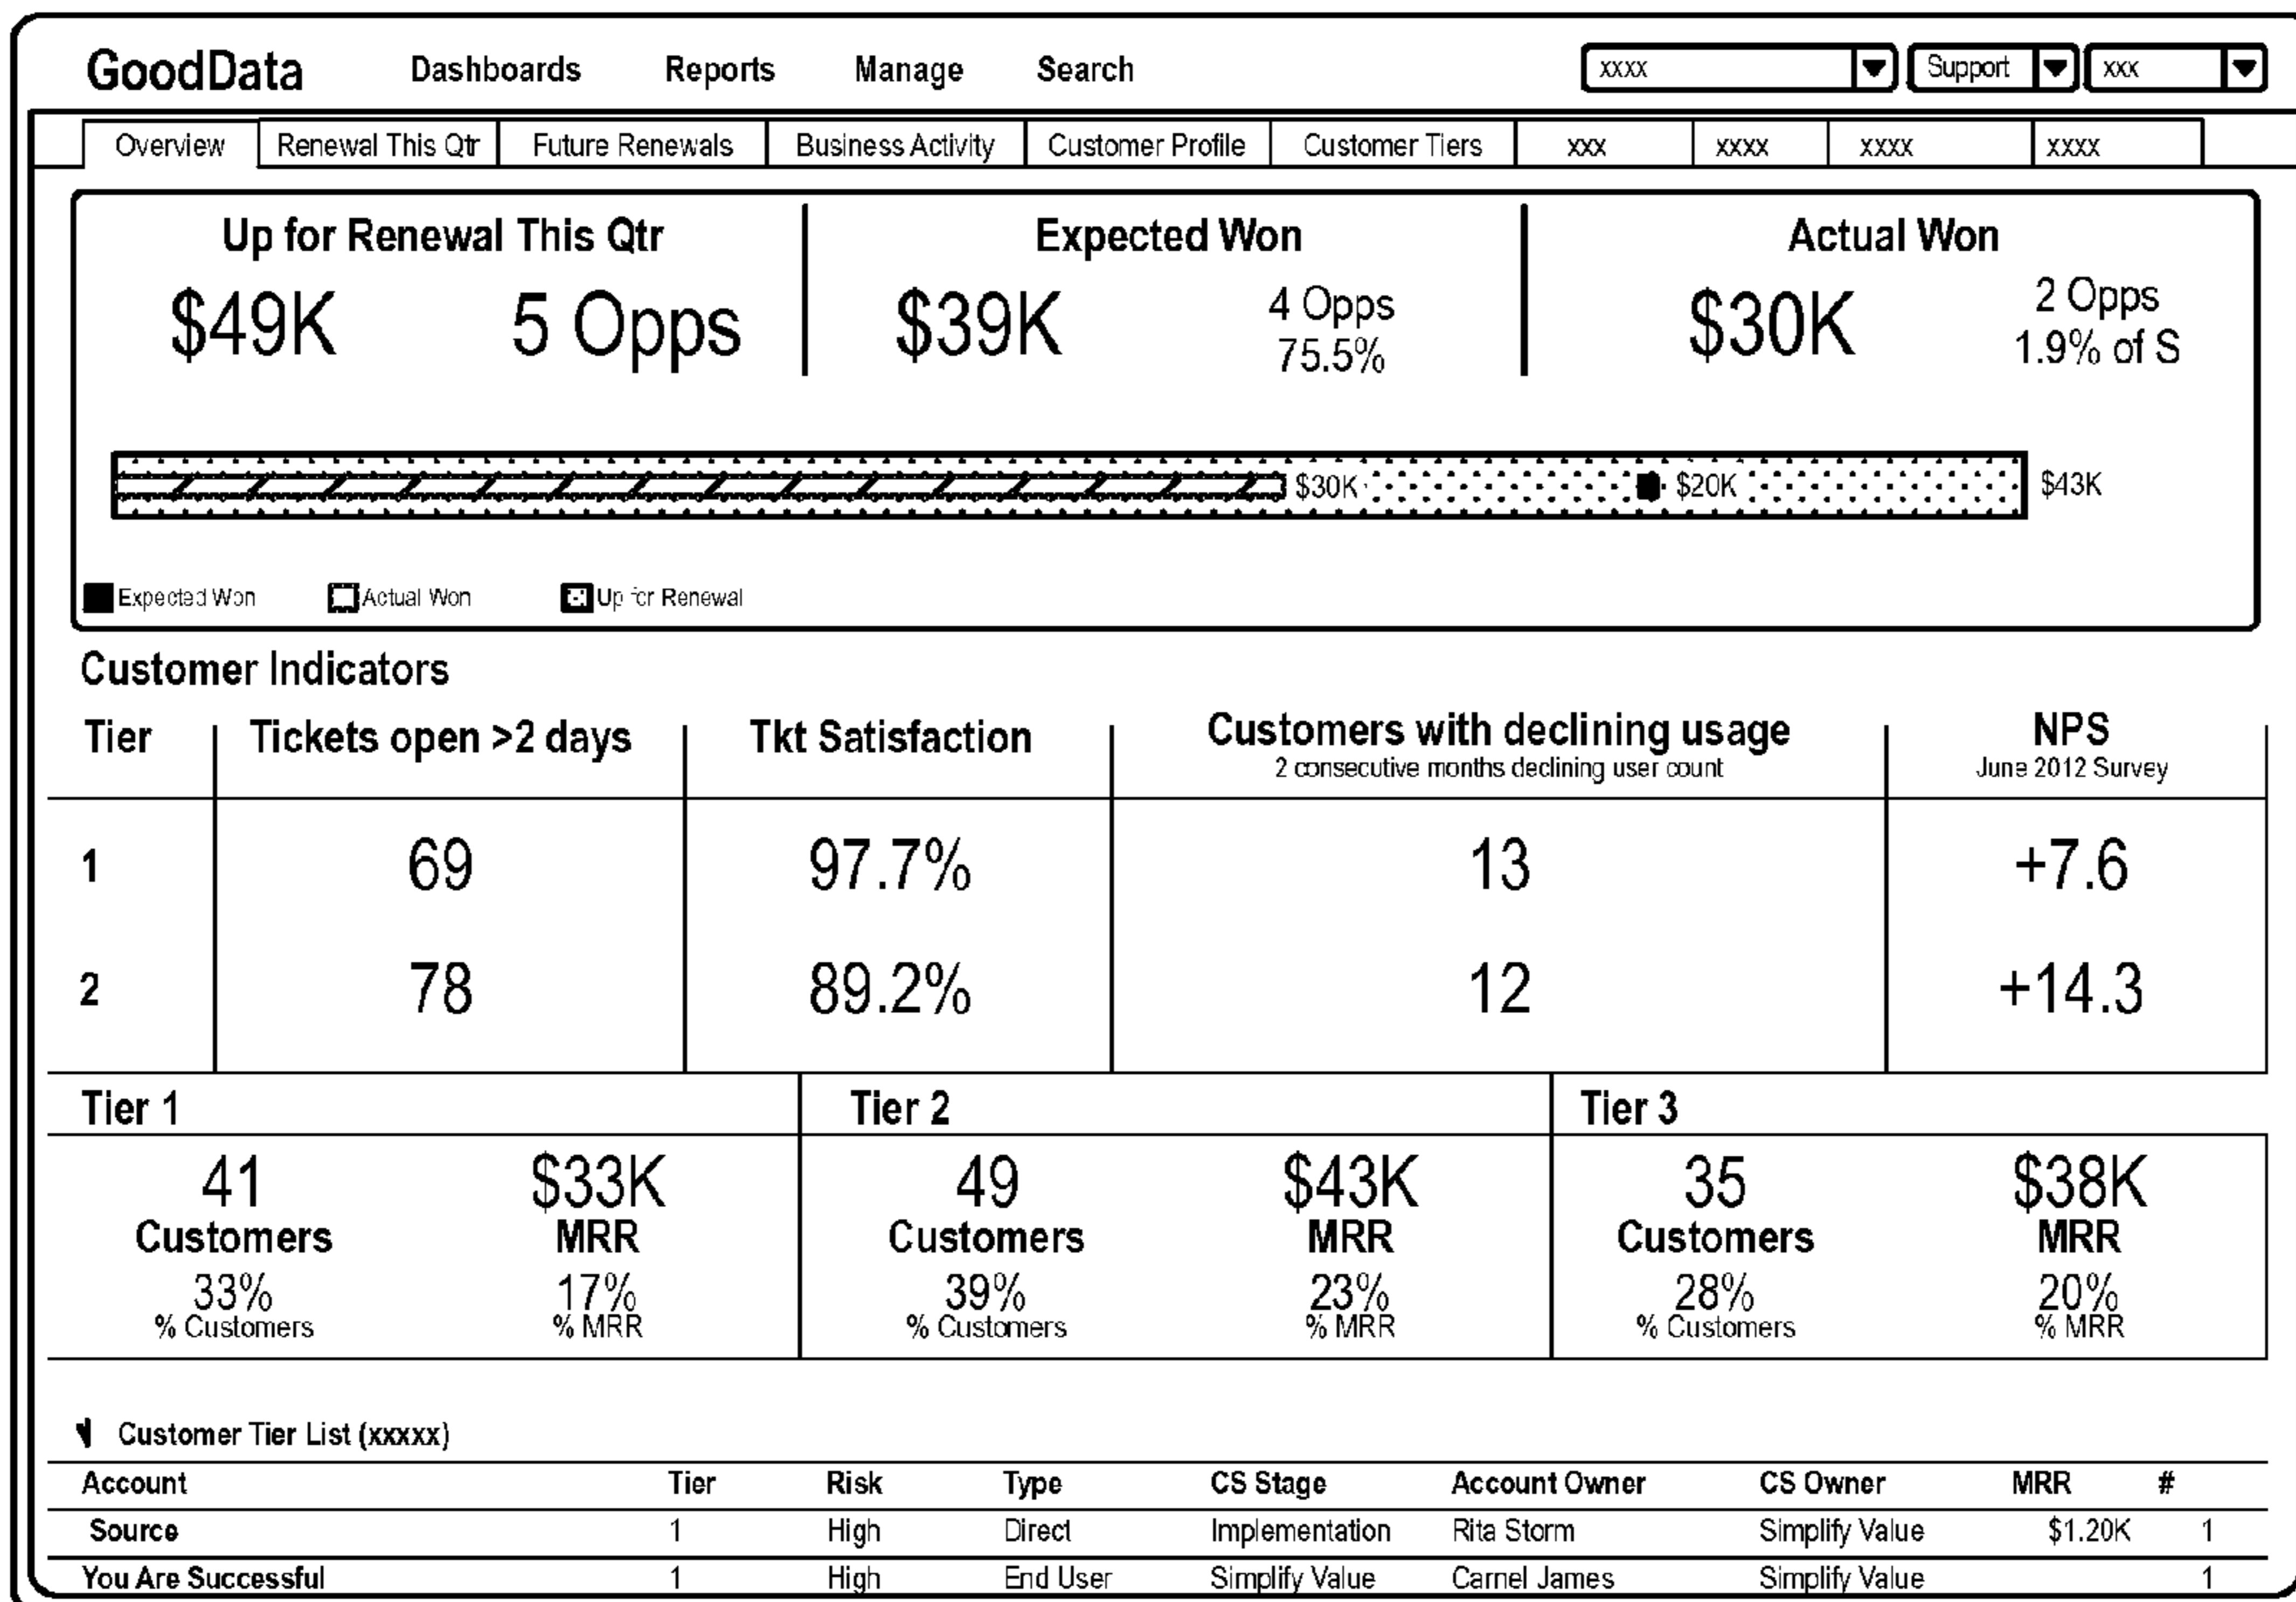 GoodData Dashboards Reports Manage Search xxxx Support xxx
Overview Renewal This Qtr Future Renewals Business Activity Customer Profile Customer Tiers xxx xxxx xxxx xxxx
Up for Renewal This Qtr Expected Won Actual Won
$49K 5 Opps $39K 4 Opps $30K 2 Opps
75.5% 1.9% of S
$30K $20K $43K
Expected Won Actual Won Up for Renewal
Customer Indicators
Tier Tickets open >2 days Tkt Satisfaction Customers with declining usage NPS
2 consecutive months declining user count June 2012 Survey
1 69 97.7% 13 +7.6
2 78 89.2% 12 +14.3
Tier 1 Tier 2 Tier 3
41 $33K 49 $43K 35 $38K
Customers MRR Customers MRR Customers MRR
33% 17% 39% 23% 28% 20%
% Customers % MRR % Customers % MRR % Customers % MRR
Customer Tier List (xxxxx)
Account Tier Risk Type CS Stage Account Owner CS Owner MRR #
Source 1 High Direct Implementation Rita Storm Simplify Value $1.20K 1
You Are Successful 1 High End User Simplify Value Carnel James Simplify Value 1